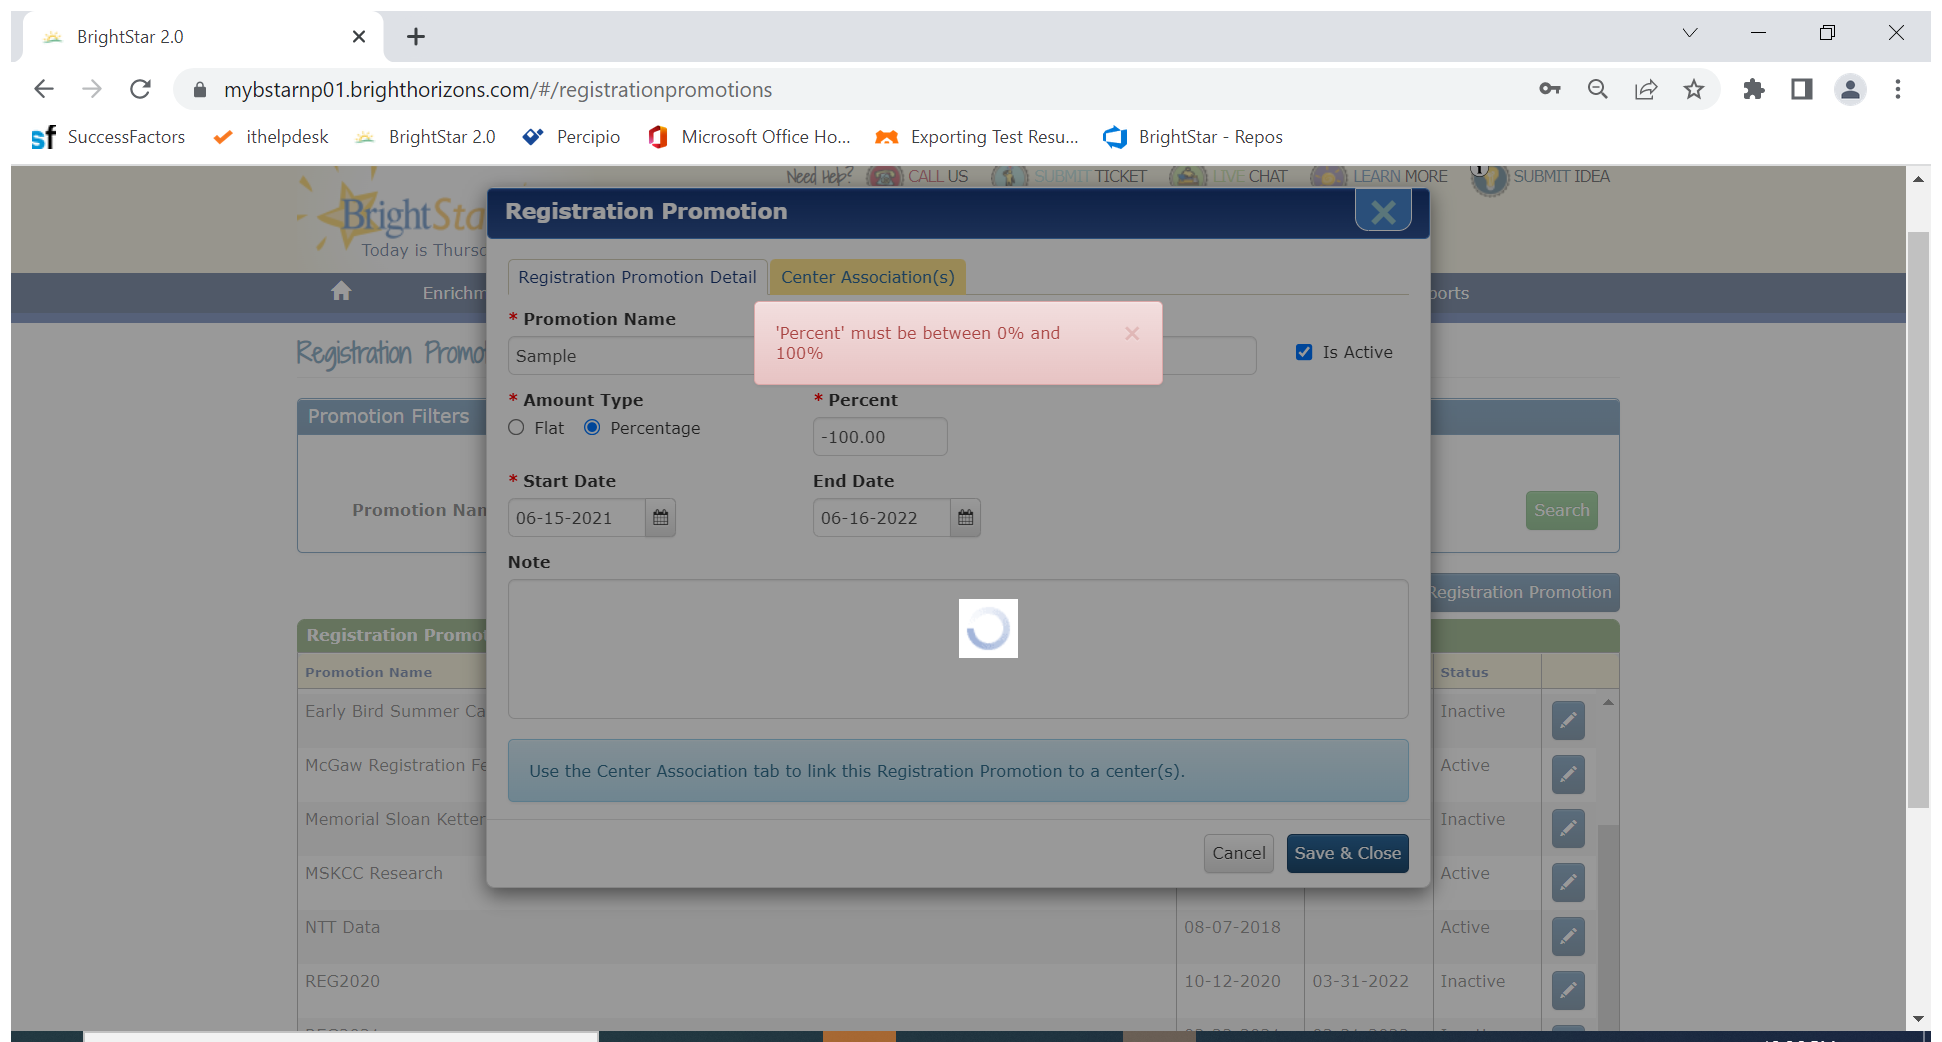 BrightStar 2.0
mybstarnp01.brighthorizons.com/#/registrationpromotions
SuccessFactors ithelpdesk BrightStar 2.0 Percipio Microsoft Office Ho... Exporting Test Resu... BrightStar - Repos
Need Help? CALL US SUBMIT TICKET LIVE CHAT LEARN MORE SUBMIT IDEA
BrightSta
Today is Thursd
Enrichm
ports
Registration Promo
Promotion Filters
Promotion Nam
Search
Registration Promotion
Registration Promotion
Registration Promotion Detail Center Association(s)
'Percent' must be between 0% and
100%
* Promotion Name
Sample
Is Active
* Amount Type * Percent
Flat Percentage -100.00
* Start Date End Date
06-15-2021 06-16-2022
Note
Use the Center Association tab to link this Registration Promotion to a center(s).
Cancel Save & Close
Registration Promot
Promotion Name Status
Early Bird Summer Ca Inactive
McGaw Registration Fe Active
Memorial Sloan Ketter Inactive
MSKCC Research Active
NTT Data 08-07-2018 Active
REG2020 10-12-2020 03-31-2022 Inactive